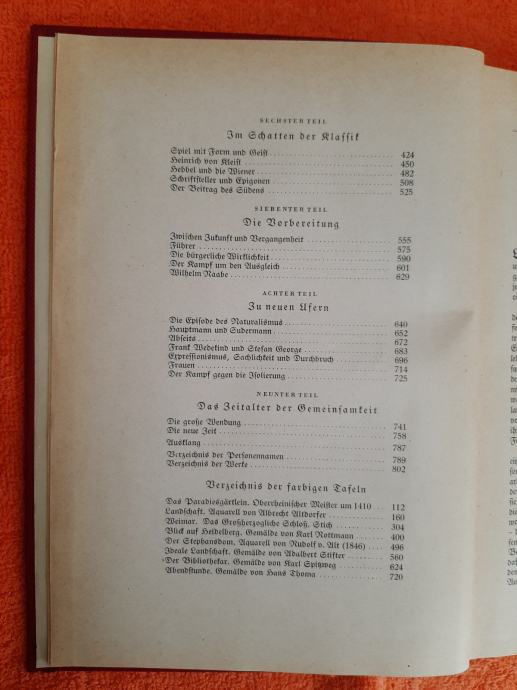 SECHSTER TEIL
Im Schatten der Klassik
Spiel mit Form und Geist 424
Heinrich von Kleist 450
Hebbel und die Wiener 482
Schriftsteller und Epigonen 508
Der Beitrag des Südens 525
SIEBENTER TEIL
Die Vorbereitung
Zwischen Zukunft und Vergangenheit 555
Führer 575
Die bürgerliche Wirklichkeit 590
Der Kampf um den Ausgleich 601
Wilhelm Raabe 629
ACHTER TEIL
Zu neuen Ufern
Die Episode des Naturalismus 640
Hauptmann und Sudermann 652
Abseits 672
Frank Wedekind und Stefan George 683
Expressionismus, Sachlichkeit und Durchbruch 696
Frauen 714
Der Kampf gegen die Isolierung 725
NEUNTER TEIL
Das Zeitalter der Gemeinsamkeit
Die große Wendung 741
Die neue Zeit 758
Ausklang 787
Verzeichnis der Personennamen 789
Verzeichnis der Werke 802
Verzeichnis der farbigen Tafeln
Das Paradiesgärtlein. Oberrheinischer Meister um 1410 112
Landschaft. Aquarell von Albrecht Altdorfer 160
Weimar. Das Großherzogliche Schloß. Stich 304
Blick auf Heidelberg. Gemälde von Karl Rottmann 400
Der Stephansdom. Aquarell von Rudolf v. Alt (1846) 496
Ideale Landschaft. Gemälde von Adalbert Stifter 560
Der Bibliothekar. Gemälde von Karl Spitzweg 624
Abendstunde. Gemälde von Hans Thoma 720